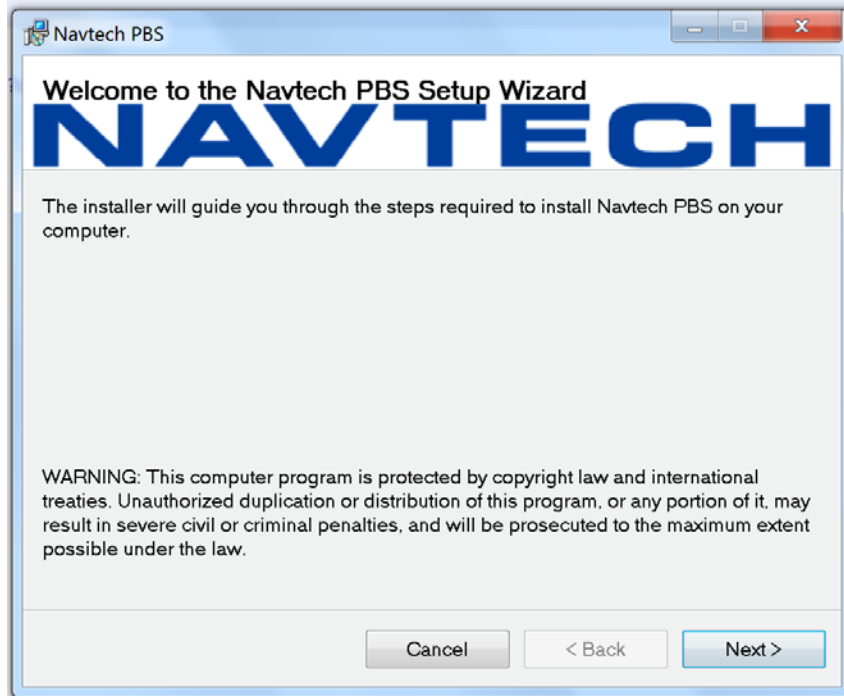 Navtech PBS
Welcome to the Navtech PBS Setup Wizard
NAVTECH
The installer will guide you through the steps required to install Navtech PBS on your
computer.
WARNING: This computer program is protected by copyright law and international
treaties. Unauthorized duplication or distribution of this program, or any portion of it, may
result in severe civil or criminal penalties, and will be prosecuted to the maximum extent
possible under the law.
Cancel < Back Next >